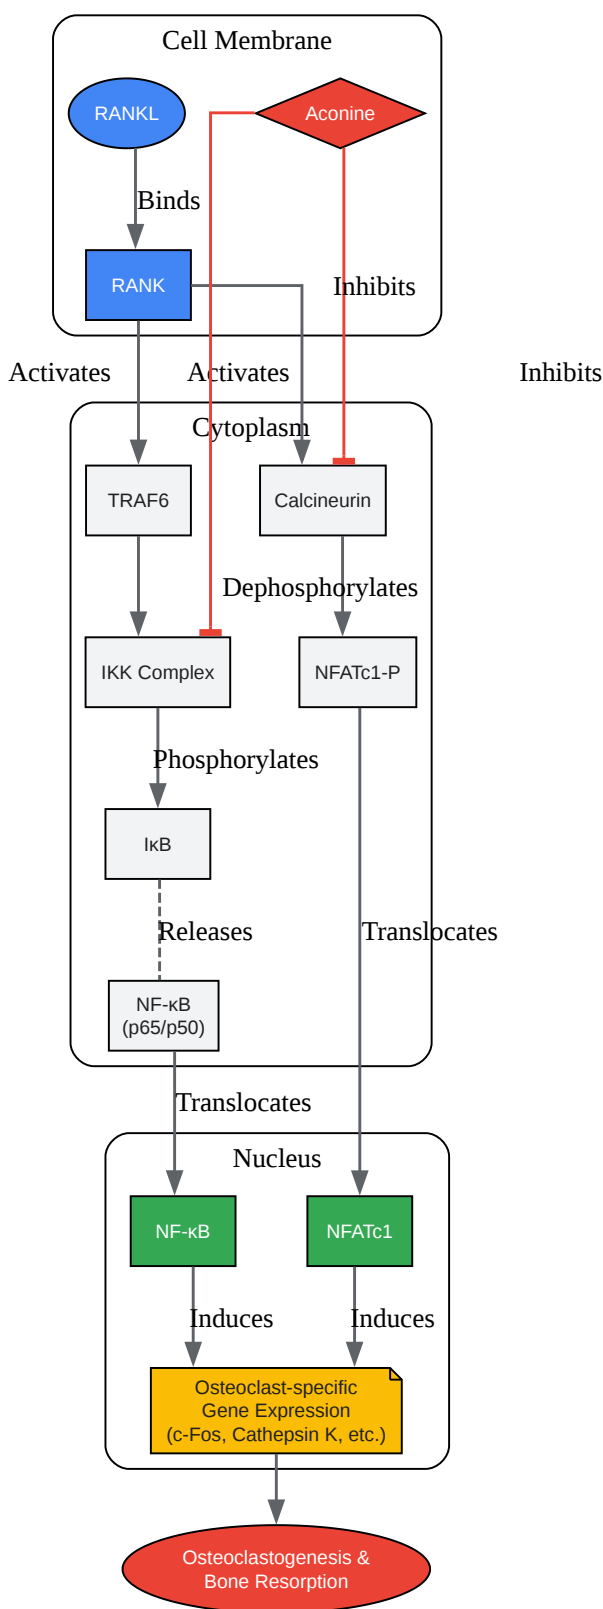 Cell Membrane
RANKL
Aconine
Binds
RANK
Inhibits
Activates
Activates
Inhibits
Cytoplasm
TRAF6
Calcineurin
Dephosphorylates
IKK Complex
NFATc1-P
Phosphorylates
IκB
Releases
Translocates
NF-κB
(p65/p50)
Translocates
Nucleus
NF-κB
NFATc1
Induces
Induces
Osteoclast-specific
Gene Expression
(c-Fos, Cathepsin K, etc.)
Osteoclastogenesis &
Bone Resorption